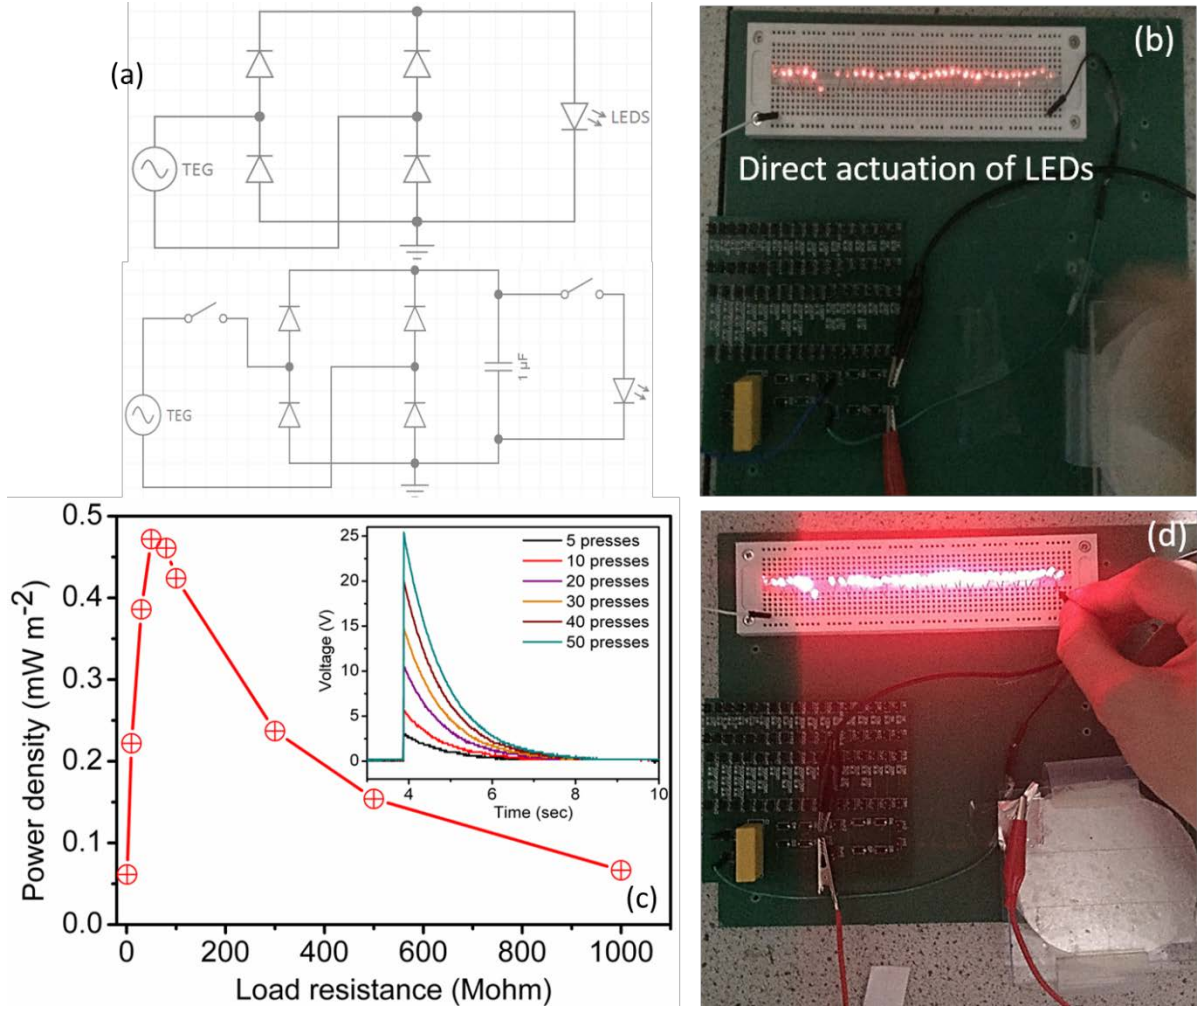 (a)
TEG
LEDS
TEG
1 µF
(b)
Direct actuation of LEDs
0.5
0.4
0.3
0.2
0.1
0.0
Power density (mW m-2)
0 200 400 600 800 1000
Load resistance (Mohm)
(c)
25
20
15
10
5
0
Voltage (V)
4 6 8 10
Time (sec)
5 presses
10 presses
20 presses
30 presses
40 presses
50 presses
(d)